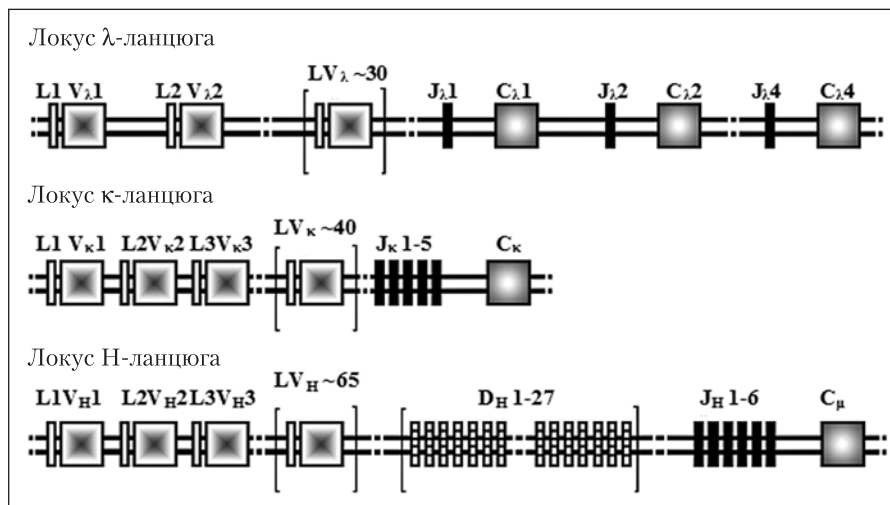 Локус λ-ланцюга
LVλ ~30
L1 Vλ1 L2 Vλ2 Jλ1 Cλ1 Jλ2 Cλ2 Jλ4 Cλ4
Локус κ-ланцюга
LVκ ~40
L1 Vκ1 L2Vκ2 L3Vκ3 Jκ 1-5 Cκ
Локус H-ланцюга
LVH ~65
L1VH1 L2VH2 L3VH3 DH 1-27 JH 1-6 Cμ